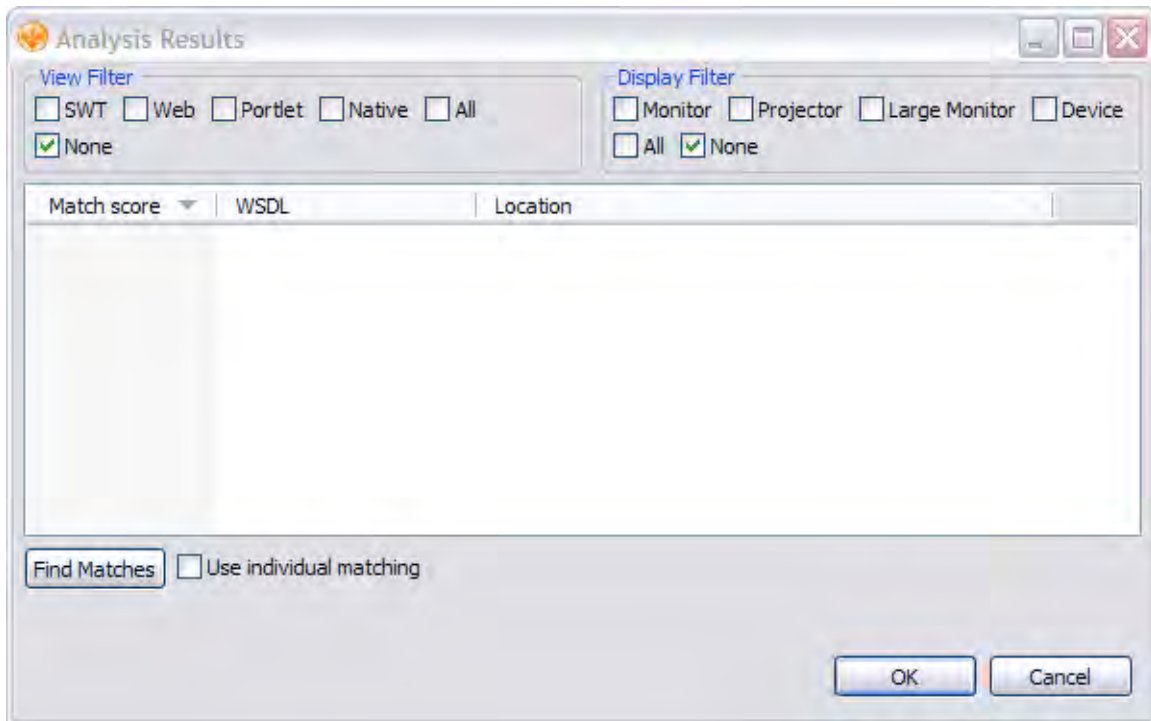 Analysis Results
View Filter
SWT Web Portlet Native All
None
Display Filter
Monitor Projector Large Monitor Device
All None
Match score WSDL Location
Find Matches Use individual matching
OK Cancel